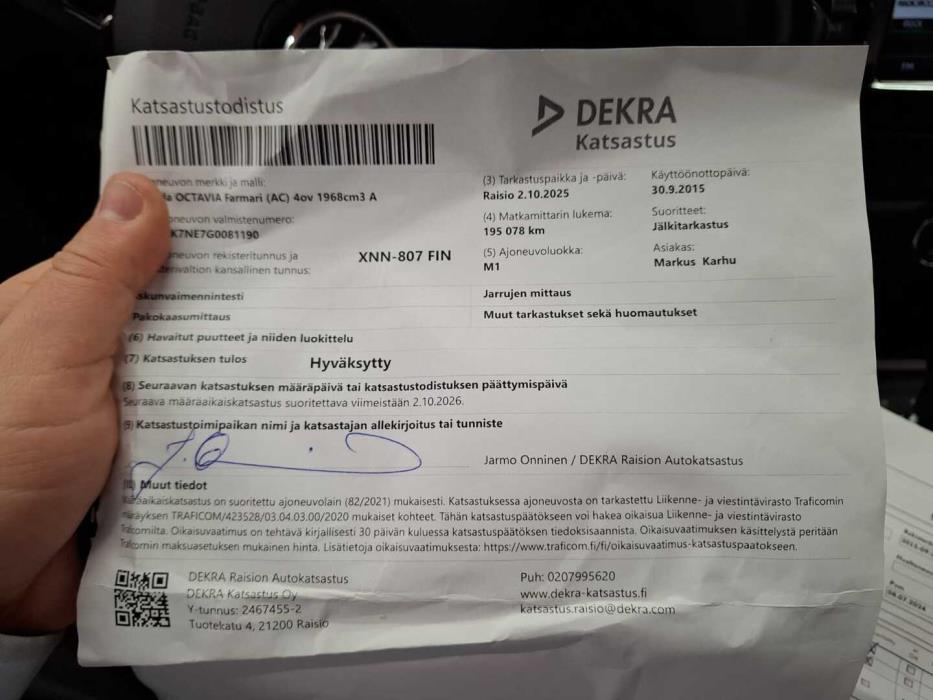 Katsastustodistus
DEKRA
Katsastus
neuvon merkki ja malli:
OCTAVIA Farmari (AC) 4ov 1968cm3 A
(3) Tarkastuspaikka ja -päivä:
Raisio 2.10.2025
Käyttöönottopäivä:
30.9.2015
neuvon valmistenumero:
K7NE7G0081190
(4) Matkamittarin lukema:
195 078 km
Suoritteet:
Jälkitarkastus
neuvon rekisteritunnus ja
terivaltion kansallinen tunnus:
XNN-807 FIN
(5) Ajoneuvoluokka:
M1
Asiakas:
Markus Karhu
skunvaimennintesti
Jarrujen mittaus
Pakokaasumittaus
Muut tarkastukset sekä huomautukset
(6) Havaitut puutteet ja niiden luokittelu
(7) Katsastuksen tulos
Hyväksytty
(8) Seuraavan katsastuksen määräpäivä tai katsastustodistuksen päättymispäivä
Seuraava määräaikaiskatsastus suoritettava viimeistään 2.10.2026.
(9) Katsastustoimipaikan nimi ja katsastajan allekirjoitus tai tunniste
Jarmo Onninen / DEKRA Raision Autokatsastus
Muut tiedot
Määräaikaiskatsastus on suoritettu ajoneuvolain (82/2021) mukaisesti. Katsastuksessa ajoneuvosta on tarkastettu Liikenne- ja viestintävirasto Traficomin
määräyksen TRAFICOM/423528/03.04.03.00/2020 mukaiset kohteet. Tähän katsastuspäätökseen voi hakea oikaisua Liikenne- ja viestintävirasto
Traficomilta. Oikaisuvaatimus on tehtävä kirjallisesti 30 päivän kuluessa katsastuspäätöksen tiedoksisaannista. Oikaisuvaatimuksen käsittelystä peritään
Traficomin maksuasetuksen mukainen hinta. Lisätietoja oikaisuvaatimuksesta: https://www.traficom.fi/fi/oikaisuvaatimus-katsastuspaatokseen.
DEKRA Raision Autokatsastus
DEKRA Katsastus Oy
Y-tunnus: 2467455-2
Tuotekatu 4, 21200 Raisio
Puh: 0207995620
www.dekra-katsastus.fi
katsastus.raisio@dekra.com